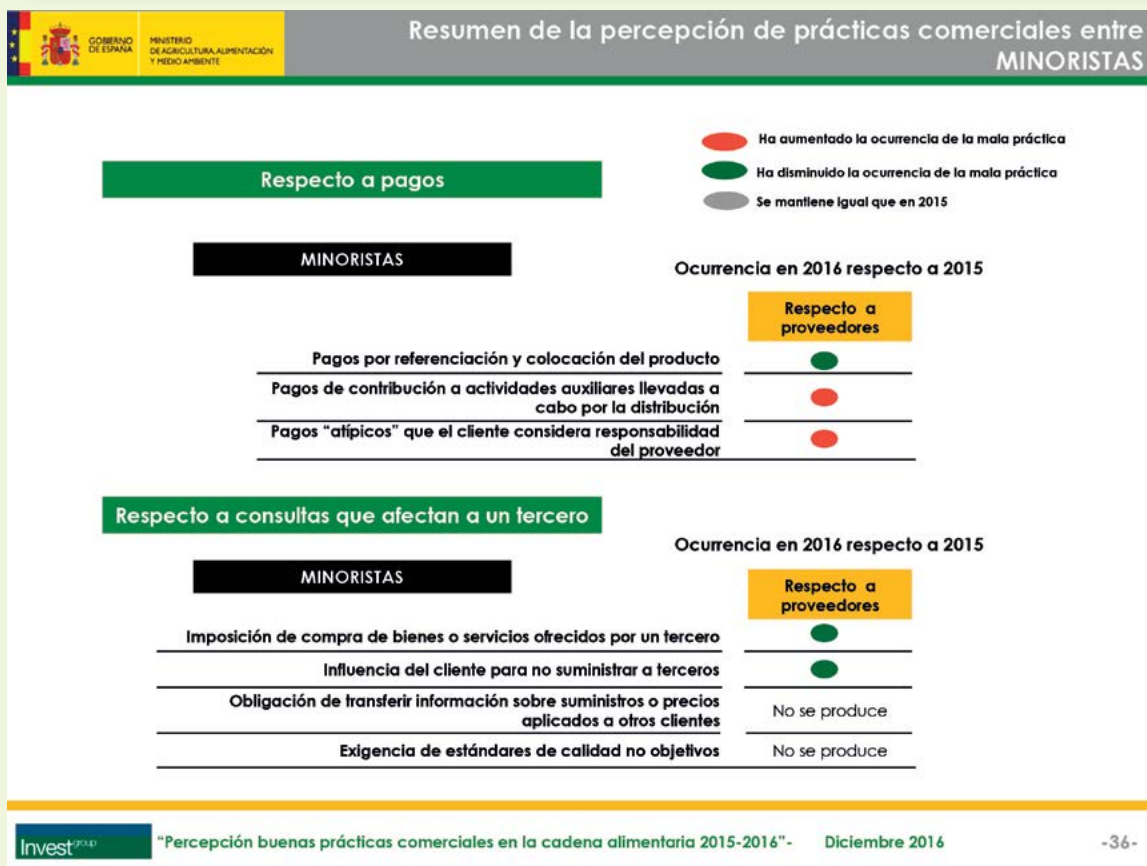 GOBIERNO
DE ESPAÑA
MINISTERIO
DE AGRICULTURA, ALIMENTACIÓN
Y MEDIO AMBIENTE
Resumen de la percepción de prácticas comerciales entre
MINORISTAS
Ha aumentado la ocurrencia de la mala práctica
Ha disminuido la ocurrencia de la mala práctica
Se mantiene igual que en 2015
Respecto a pagos
MINORISTAS
Ocurrencia en 2016 respecto a 2015
Respecto a
proveedores
Pagos por referenciación y colocación del producto
Pagos de contribución a actividades auxiliares llevadas a
cabo por la distribución
Pagos “atípicos” que el cliente considera responsabilidad
del proveedor
Respecto a consultas que afectan a un tercero
Ocurrencia en 2016 respecto a 2015
MINORISTAS
Respecto a
proveedores
Imposición de compra de bienes o servicios ofrecidos por un tercero
Influencia del cliente para no suministrar a terceros
Obligación de transferir información sobre suministros o precios
aplicados a otros clientes
No se produce
Exigencia de estándares de calidad no objetivos
No se produce
Invest group
“Percepción buenas prácticas comerciales en la cadena alimentaria 2015-2016”- Diciembre 2016
-36-